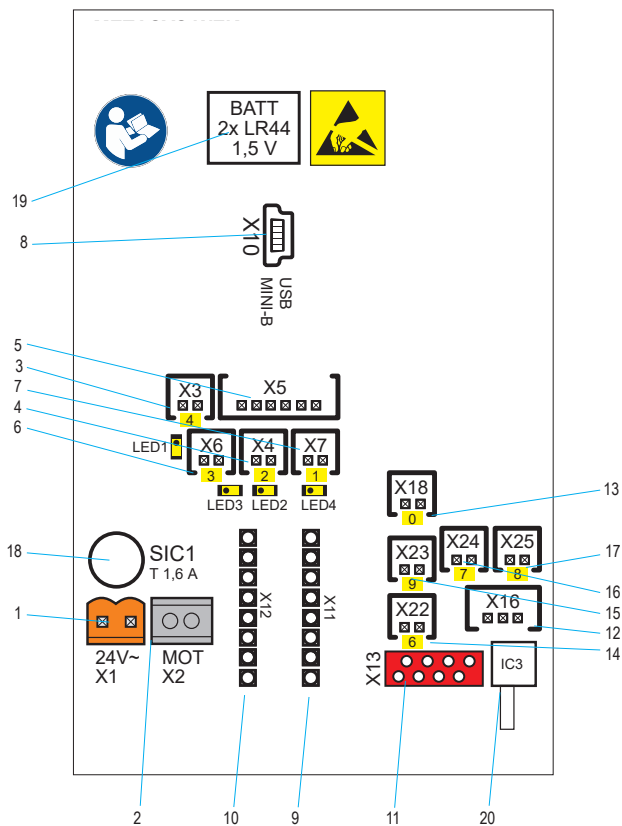 BATT
2x LR44
1,5 V
19
8
X10
USB
MINI-B
5
3
7
4
6
X3
4
X5
LED1
X6
3
X4
2
X7
1
LED3
LED2
LED4
X18
0
13
18
SIC1
T 1,6 A
X23
9
X24
7
X25
8
17
16
15
12
14
X12
X11
X22
6
X16
1
24V~
X1
MOT
X2
X13
IC3
2
10
9
11
20